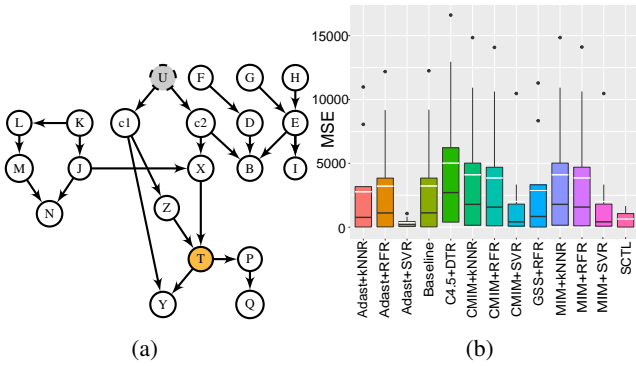 U F G H
L K c1 c2 D E
M J X B I
N Z
T P
Y Q
(a)
15000
10000
5000
0
MSE
Adast+kNNR
Adast+RFR
Adast+SVR
Baseline
C4.5+DTR
CMIM+kNNR
CMIM+RFR
CMIM+SVR
GSS+RFR
MIM+kNNR
MIM+RFR
MIM+SVR
SCTL
(b)